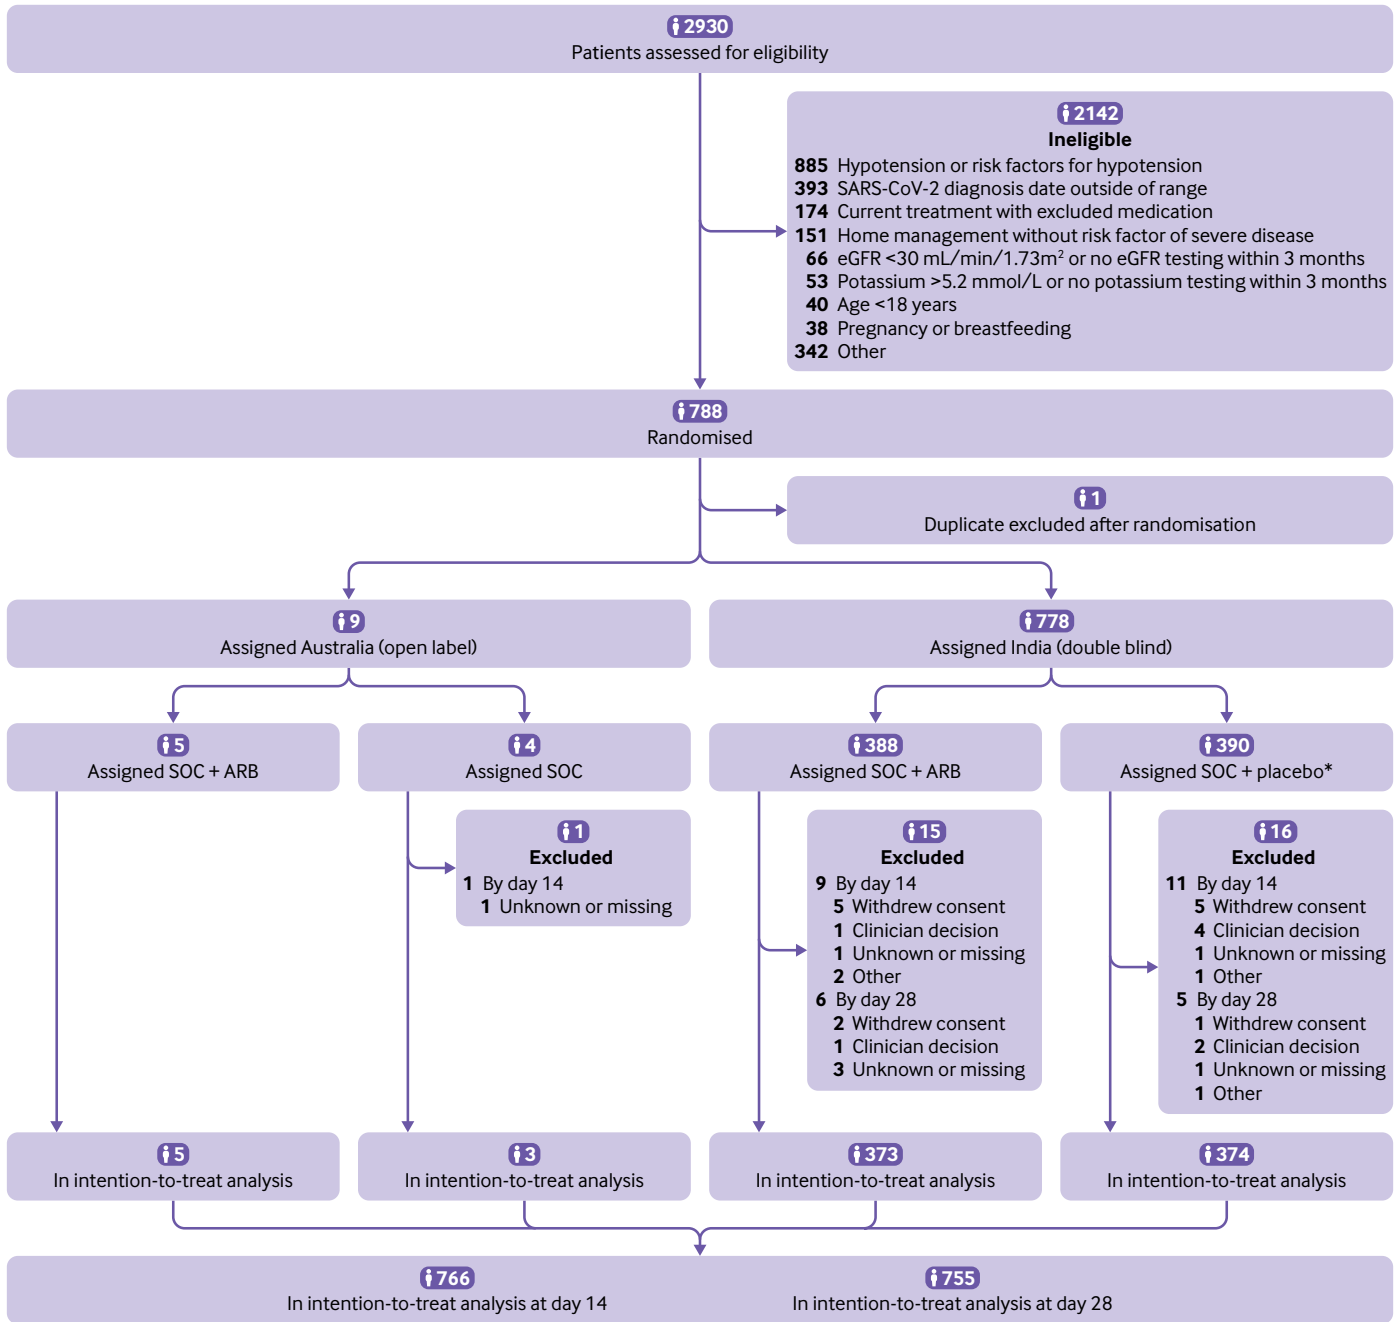 2930
Patients assessed for eligibility
2142
Ineligible
885 Hypotension or risk factors for hypotension
393 SARS-CoV-2 diagnosis date outside of range
174 Current treatment with excluded medication
151 Home management without risk factor of severe disease
66 eGFR <30 mL/min/1.73m² or no eGFR testing within 3 months
53 Potassium >5.2 mmol/L or no potassium testing within 3 months
40 Age <18 years
38 Pregnancy or breastfeeding
342 Other
788
Randomised
1
Duplicate excluded after randomisation
9
Assigned Australia (open label)
778
Assigned India (double blind)
5
Assigned SOC + ARB
4
Assigned SOC
388
Assigned SOC + ARB
390
Assigned SOC + placebo*
1
Excluded
1 By day 14
1 Unknown or missing
15
Excluded
9 By day 14
5 Withdrew consent
1 Clinician decision
1 Unknown or missing
2 Other
6 By day 28
2 Withdrew consent
1 Clinician decision
3 Unknown or missing
16
Excluded
11 By day 14
5 Withdrew consent
4 Clinician decision
1 Unknown or missing
1 Other
5 By day 28
1 Withdrew consent
2 Clinician decision
1 Unknown or missing
1 Other
5
In intention-to-treat analysis
3
In intention-to-treat analysis
373
In intention-to-treat analysis
374
In intention-to-treat analysis
766
In intention-to-treat analysis at day 14
755
In intention-to-treat analysis at day 28